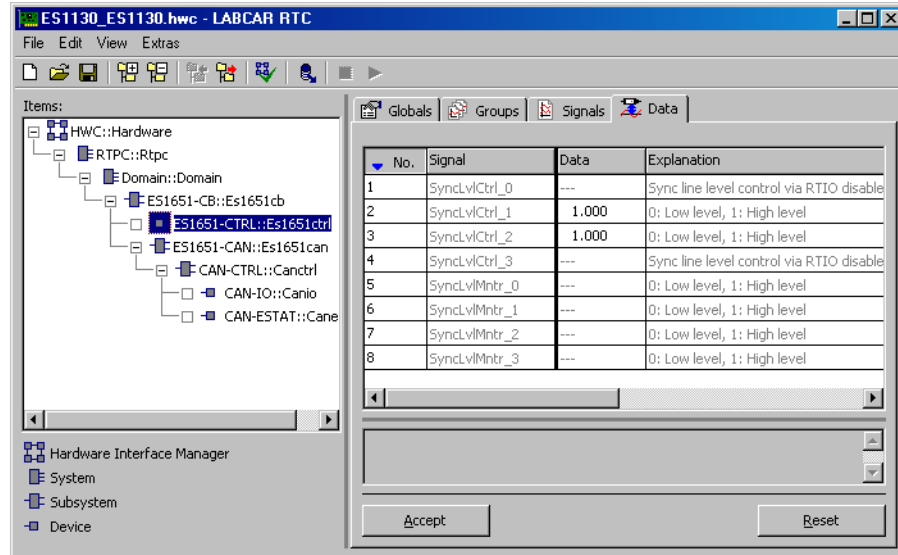 ES1130_ES1130.hwc - LABCAR RTC
File Edit View Extras
Items:
HWC::Hardware
RTPC::Rtpc
Domain::Domain
ES1651-CB::Es1651cb
ES1651-CTRL::Es1651ctrl
ES1651-CAN::Es1651can
CAN-CTRL::Canctrl
CAN-IO::Canio
CAN-ESTAT::Cane
Hardware Interface Manager
System
Subsystem
Device
Globals Groups Signals Data
No. Signal Data Explanation
1 SyncLvlCtrl_0 --- Sync line level control via RTIO disable
2 SyncLvlCtrl_1 1.000 0: Low level, 1: High level
3 SyncLvlCtrl_2 1.000 0: Low level, 1: High level
4 SyncLvlCtrl_3 --- Sync line level control via RTIO disable
5 SyncLvlMntr_0 --- 0: Low level, 1: High level
6 SyncLvlMntr_1 --- 0: Low level, 1: High level
7 SyncLvlMntr_2 --- 0: Low level, 1: High level
8 SyncLvlMntr_3 --- 0: Low level, 1: High level
Accept Reset